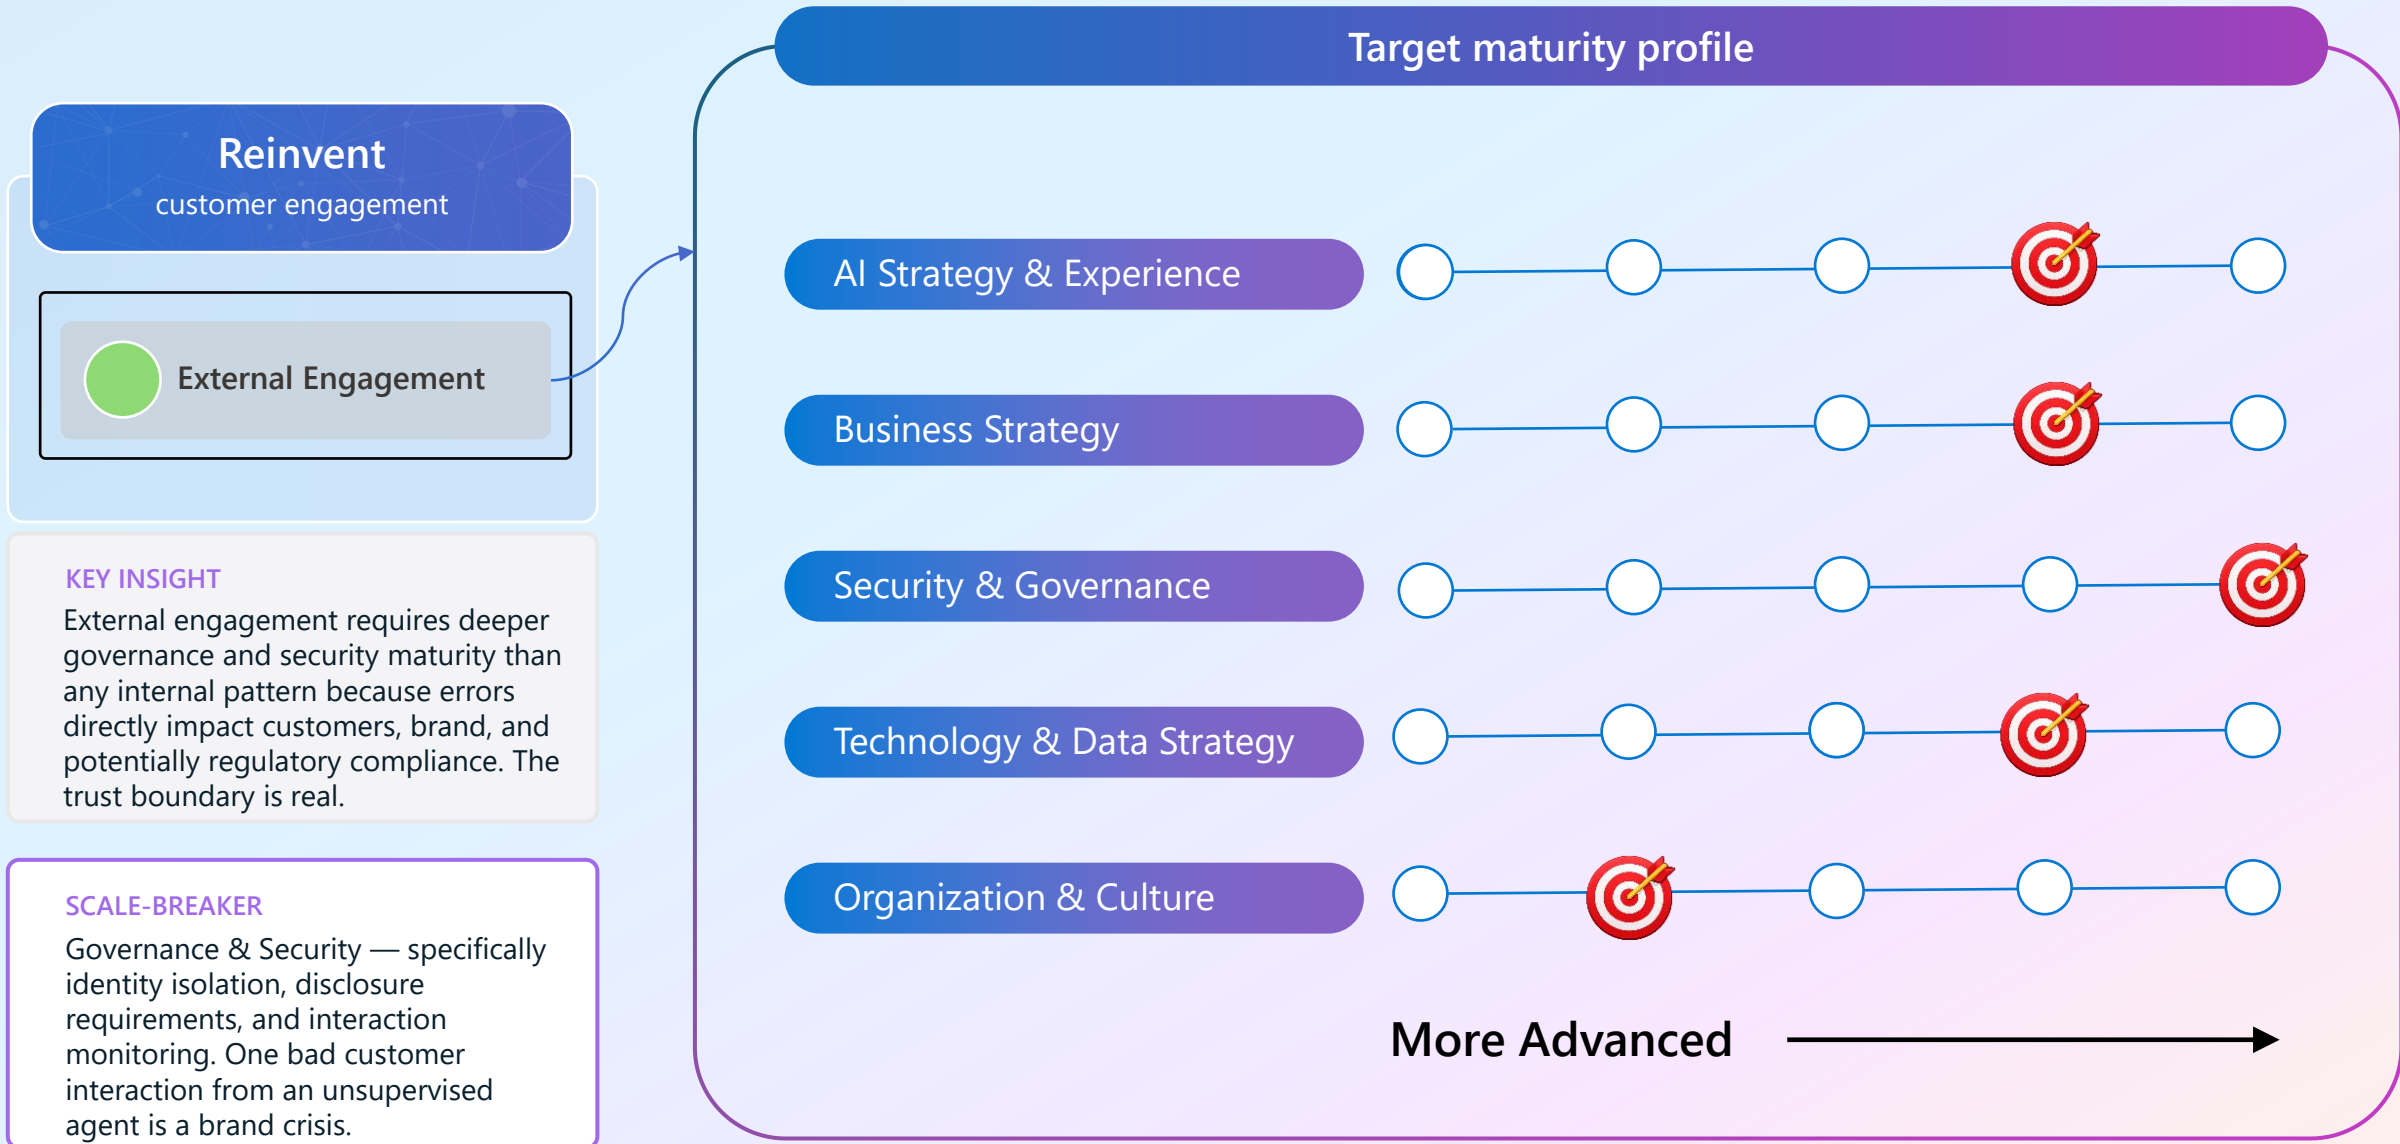 Target maturity profile
Reinvent
customer engagement
External Engagement
KEY INSIGHT
External engagement requires deeper
governance and security maturity than
any internal pattern because errors
directly impact customers, brand, and
potentially regulatory compliance. The
trust boundary is real.
SCALE-BREAKER
Governance & Security — specifically
identity isolation, disclosure
requirements, and interaction
monitoring. One bad customer
interaction from an unsupervised
agent is a brand crisis.
AI Strategy & Experience
Business Strategy
Security & Governance
Technology & Data Strategy
Organization & Culture
More Advanced